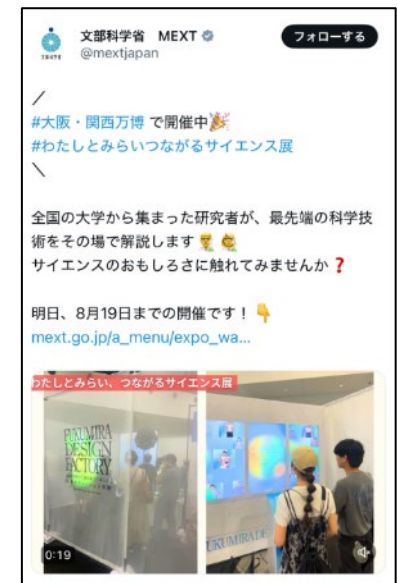 文部科学省 MEXT
@mextjapan
フォローする
／
#大阪・関西万博 で開催中🎉
#わたしとみらいつながるサイエンス展
＼
全国の大学から集まった研究者が、最先端の科学技
術をその場で解説します
サイエンスのおもしろさに触れてみませんか❓
明日、8月19日までの開催です！👇
mext.go.jp/a_menu/expo_wa...
わたしとみらい、つながるサイエンス展
FUKUMIRA
DESIGN
FACTORY
FUKUMIRA DE
0:19